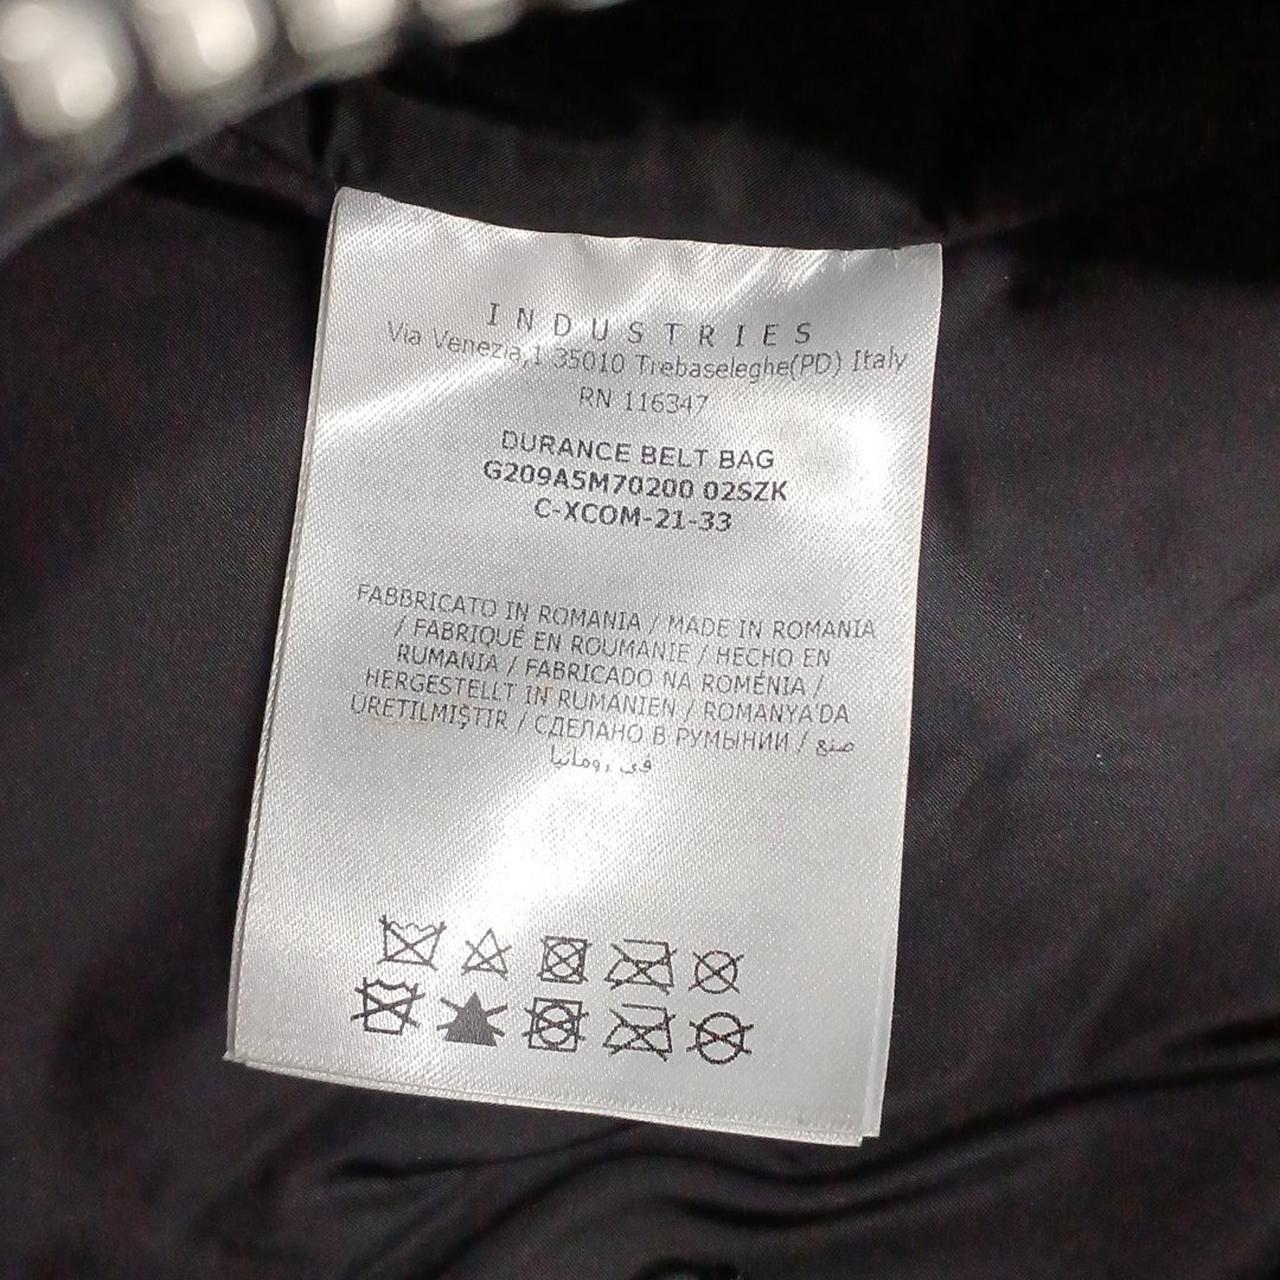 INDUSTRIES
Via Venezia,1 35010 Trebaseleghe(PD) Italy
RN 116347
DURANCE BELT BAG
G209A5M70200 02SZK
C-XCOM-21-33
FABBRICATO IN ROMANIA / MADE IN ROMANIA
/ FABRIQUÉ EN ROUMANIE / HECHO EN
RUMANIA / FABRICADO NA ROMÉNIA /
HERGESTELLT IN RUMÄNIEN / ROMANYA'DA
ÜRETILMIŞTIR / СДЕЛАНО В РУМЫНИИ / صنع
في رومانيا